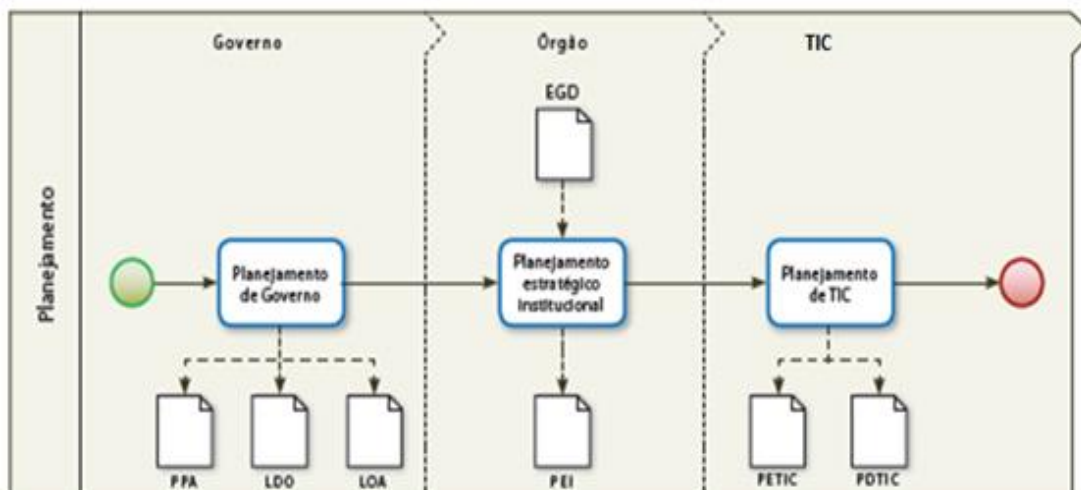 Governo
Órgão
TIC
EGD
Planejamento
Planejamento
de Governo
Planejamento
estratégico
institucional
Planejamento
de TIC
PPA
LDO
LOA
PEI
PETIC
PDTIC